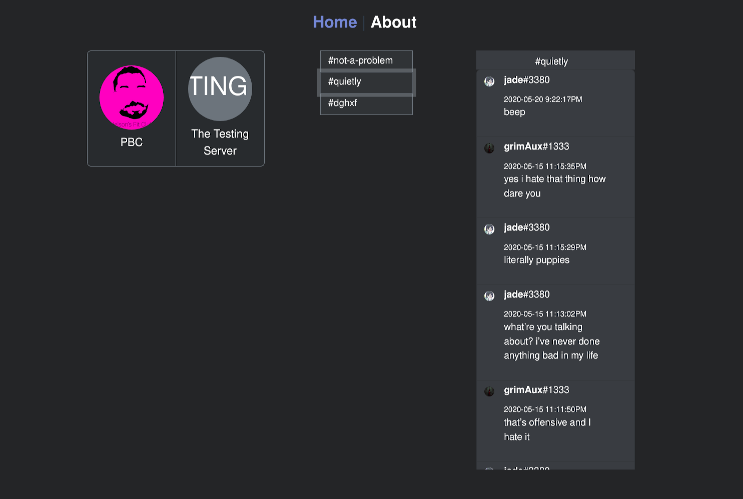 Home | About
PBC
TING
The Testing
Server
#not-a-problem
#quietly
#dghxf
#quietly
jade#3380
2020-05-20 9:22:17PM
beep
grimAux#1333
2020-05-15 11:15:35PM
yes i hate that thing how
dare you
jade#3380
2020-05-15 11:15:29PM
literally puppies
jade#3380
2020-05-15 11:13:02PM
what're you talking
about? i've never done
anything bad in my life
grimAux#1333
2020-05-15 11:11:50PM
that's offensive and I
hate it
jade#3380